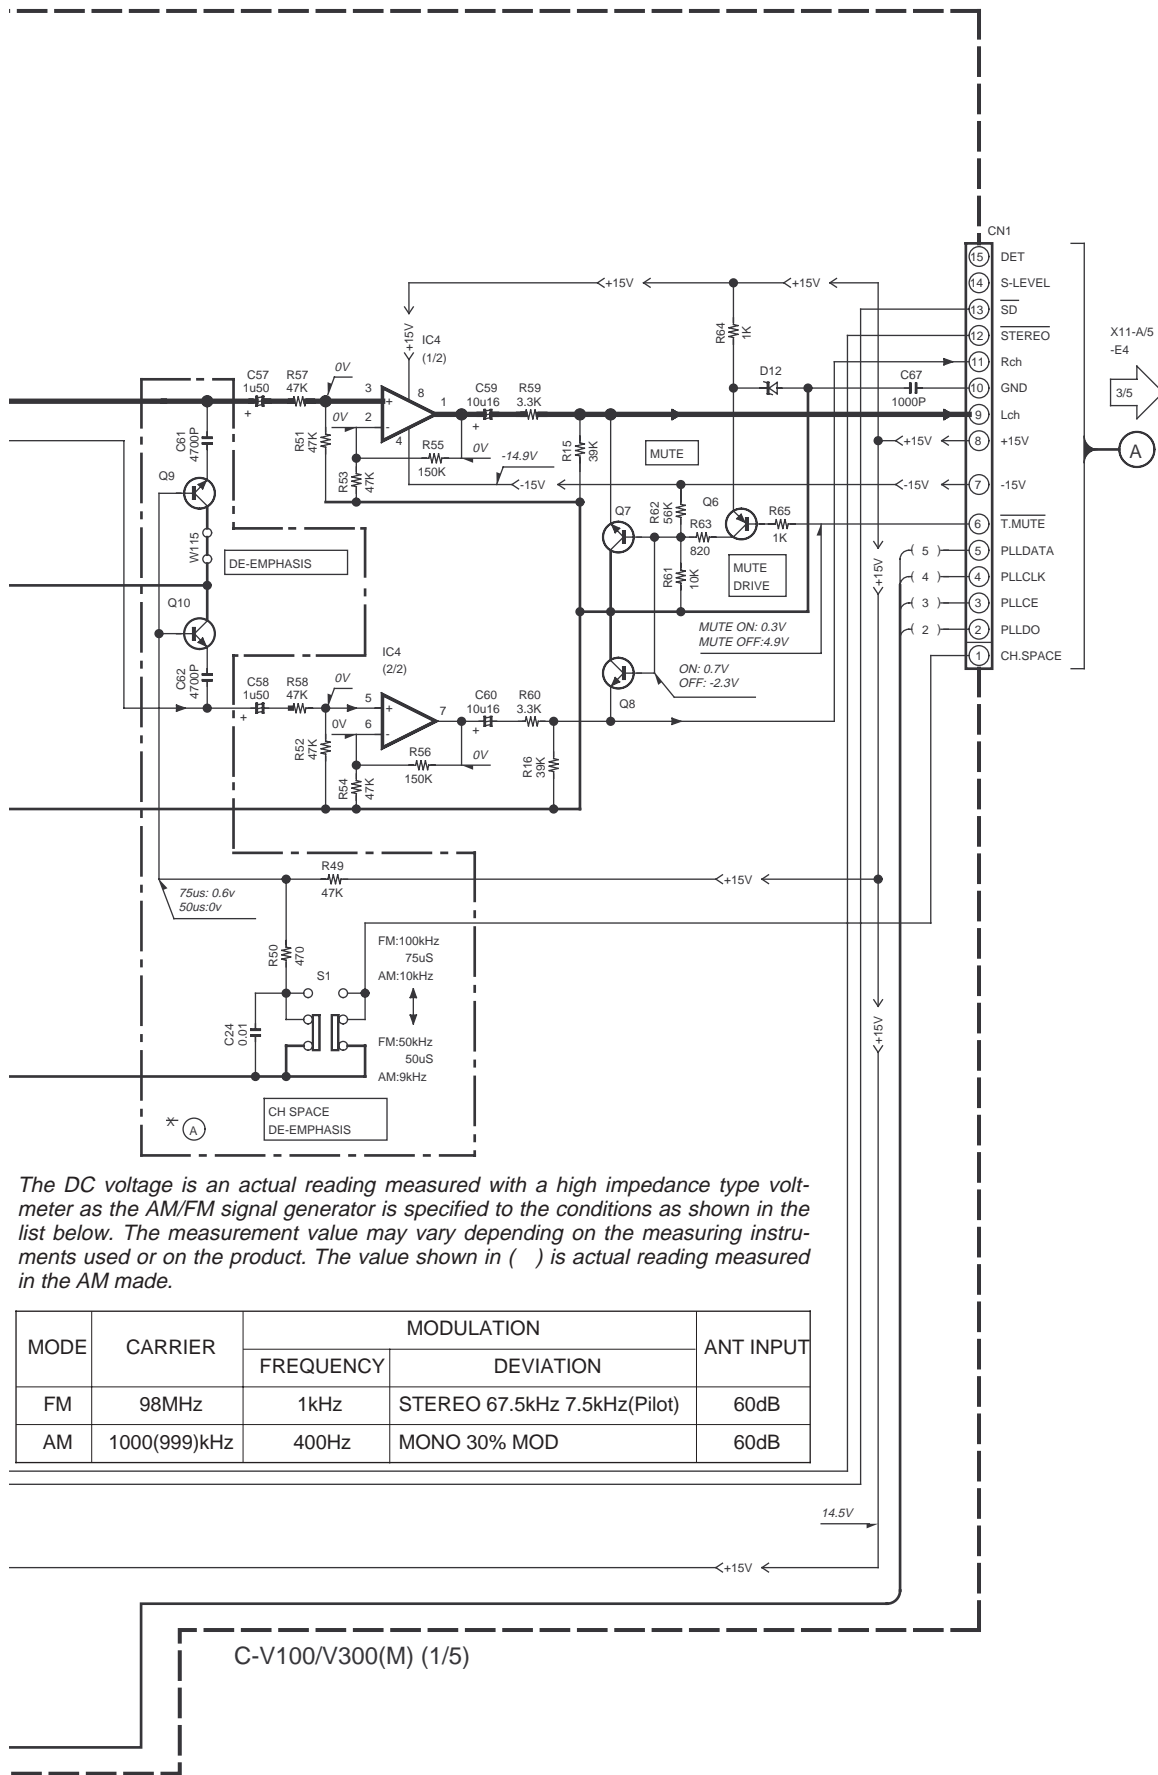 CN1
15 DET
14 S-LEVEL
13 SD
12 STEREO
11 Rch
10 GND
9 Lch
8 +15V
7 -15V
6 T.MUTE
5 PLLDATA
4 PLLCLK
3 PLLCE
2 PLLDO
1 CH.SPACE
( 5 )
( 4 )
( 3 )
( 2 )
X11-A/5
-E4
3/5
A
+15V
+15V
+15V
R64
1K
IC4
(1/2)
D12
C67
1000P
C57
1u50
R57
47K
0V
3
8
1
2
4
+
-
0V
C59
10u16
R59
3.3K
+
+
C61
4700P
R51
47K
R55
150K
0V
-14.9V
R15
39K
MUTE
+15V
R53
47K
-15V
-15V
Q9
Q7
R62
56K
R63
820
Q6
R65
1K
W115
DE-EMPHASIS
R61
10K
MUTE
DRIVE
+15V
Q10
MUTE ON: 0.3V
MUTE OFF:4.9V
IC4
(2/2)
C62
4700P
C58
1u50
R58
47K
0V
5
6
7
+
-
0V
C60
10u16
R60
3.3K
+
+
ON: 0.7V
OFF: -2.3V
Q8
R52
47K
R56
150K
0V
R16
39K
R54
47K
R49
47K
+15V
75us: 0.6v
50us:0v
R50
470
FM:100kHz
75uS
AM:10kHz
S1
C24
0.01
FM:50kHz
50uS
AM:9kHz
+15V
CH SPACE
DE-EMPHASIS
A
The DC voltage is an actual reading measured with a high impedance type volt-
meter as the AM/FM signal generator is specified to the conditions as shown in the
list below. The measurement value may vary depending on the measuring instru-
ments used or on the product. The value shown in ( ) is actual reading measured
in the AM made.
MODE CARRIER MODULATION ANT INPUT
FREQUENCY DEVIATION
FM 98MHz 1kHz STEREO 67.5kHz 7.5kHz(Pilot) 60dB
AM 1000(999)kHz 400Hz MONO 30% MOD 60dB
14.5V
+15V
C-V100/V300(M) (1/5)